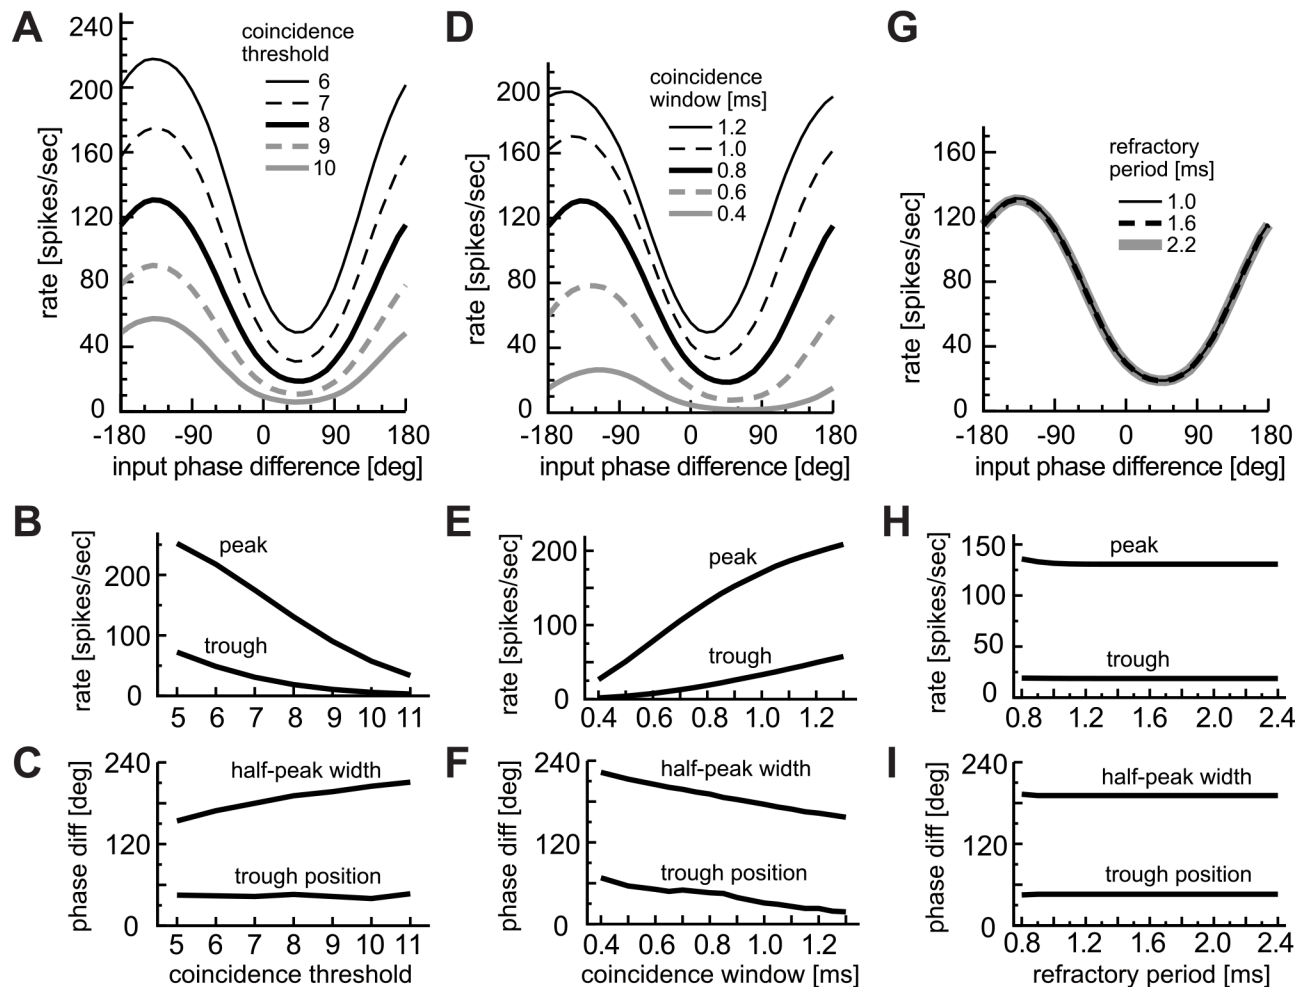 A
240
200
160
120
80
40
0
rate [spikes/sec]
coincidence
threshold
6
7
8
9
10
-180 -90 0 90 180
input phase difference [deg]
D
200
160
120
80
40
0
rate [spikes/sec]
coincidence
window [ms]
1.2
1.0
0.8
0.6
0.4
-180 -90 0 90 180
input phase difference [deg]
G
160
120
80
40
0
rate [spikes/sec]
refractory
period [ms]
1.0
1.6
2.2
-180 -90 0 90 180
input phase difference [deg]
B
rate [spikes/sec]
200
100
0
peak
trough
5 6 7 8 9 10 11
E
rate [spikes/sec]
200
100
0
peak
trough
0.4 0.6 0.8 1.0 1.2
H
rate [spikes/sec]
150
100
50
0
peak
trough
0.8 1.2 1.6 2.0 2.4
C
phase diff [deg]
240
120
0
half-peak width
trough position
5 6 7 8 9 10 11
coincidence threshold
F
phase diff [deg]
240
120
0
half-peak width
trough position
0.4 0.6 0.8 1.0 1.2
coincidence window [ms]
I
phase diff [deg]
240
120
0
half-peak width
trough position
0.8 1.2 1.6 2.0 2.4
refractory period [ms]